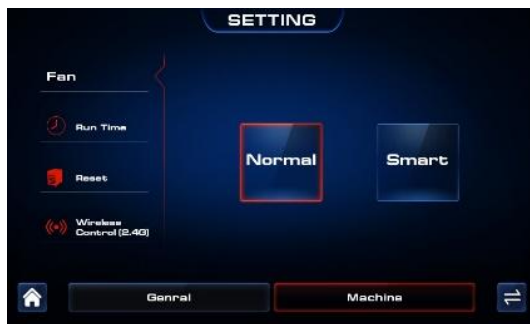 SETTING
Fan
Run Time
Reset
Wireless
Control (2.4G)
Normal
Smart
Genral
Machine